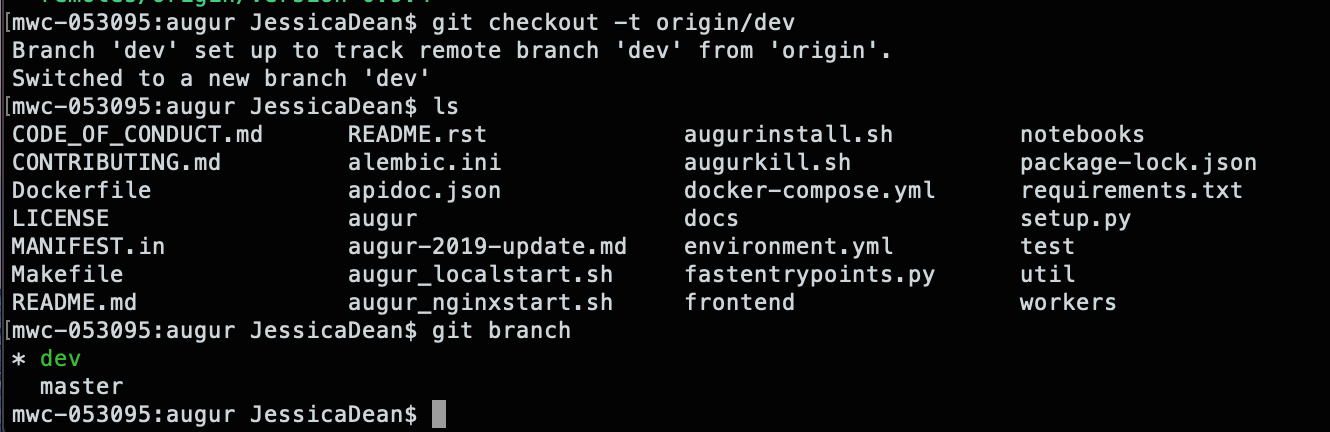 mwc-053095:augur JessicaDean$ git checkout -t origin/dev
Branch 'dev' set up to track remote branch 'dev' from 'origin'.
Switched to a new branch 'dev'
mwc-053095:augur JessicaDean$ ls
CODE_OF_CONDUCT.md      README.rst              augurinstall.sh         notebooks
CONTRIBUTING.md         alembic.ini             augurkill.sh            package-lock.json
Dockerfile              apidoc.json             docker-compose.yml      requirements.txt
LICENSE                 augur                   docs                    setup.py
MANIFEST.in             augur-2019-update.md    environment.yml         test
Makefile                augur_localstart.sh     fastentrypoints.py      util
README.md               augur_nginxstart.sh     frontend                workers
mwc-053095:augur JessicaDean$ git branch
* dev
  master
mwc-053095:augur JessicaDean$